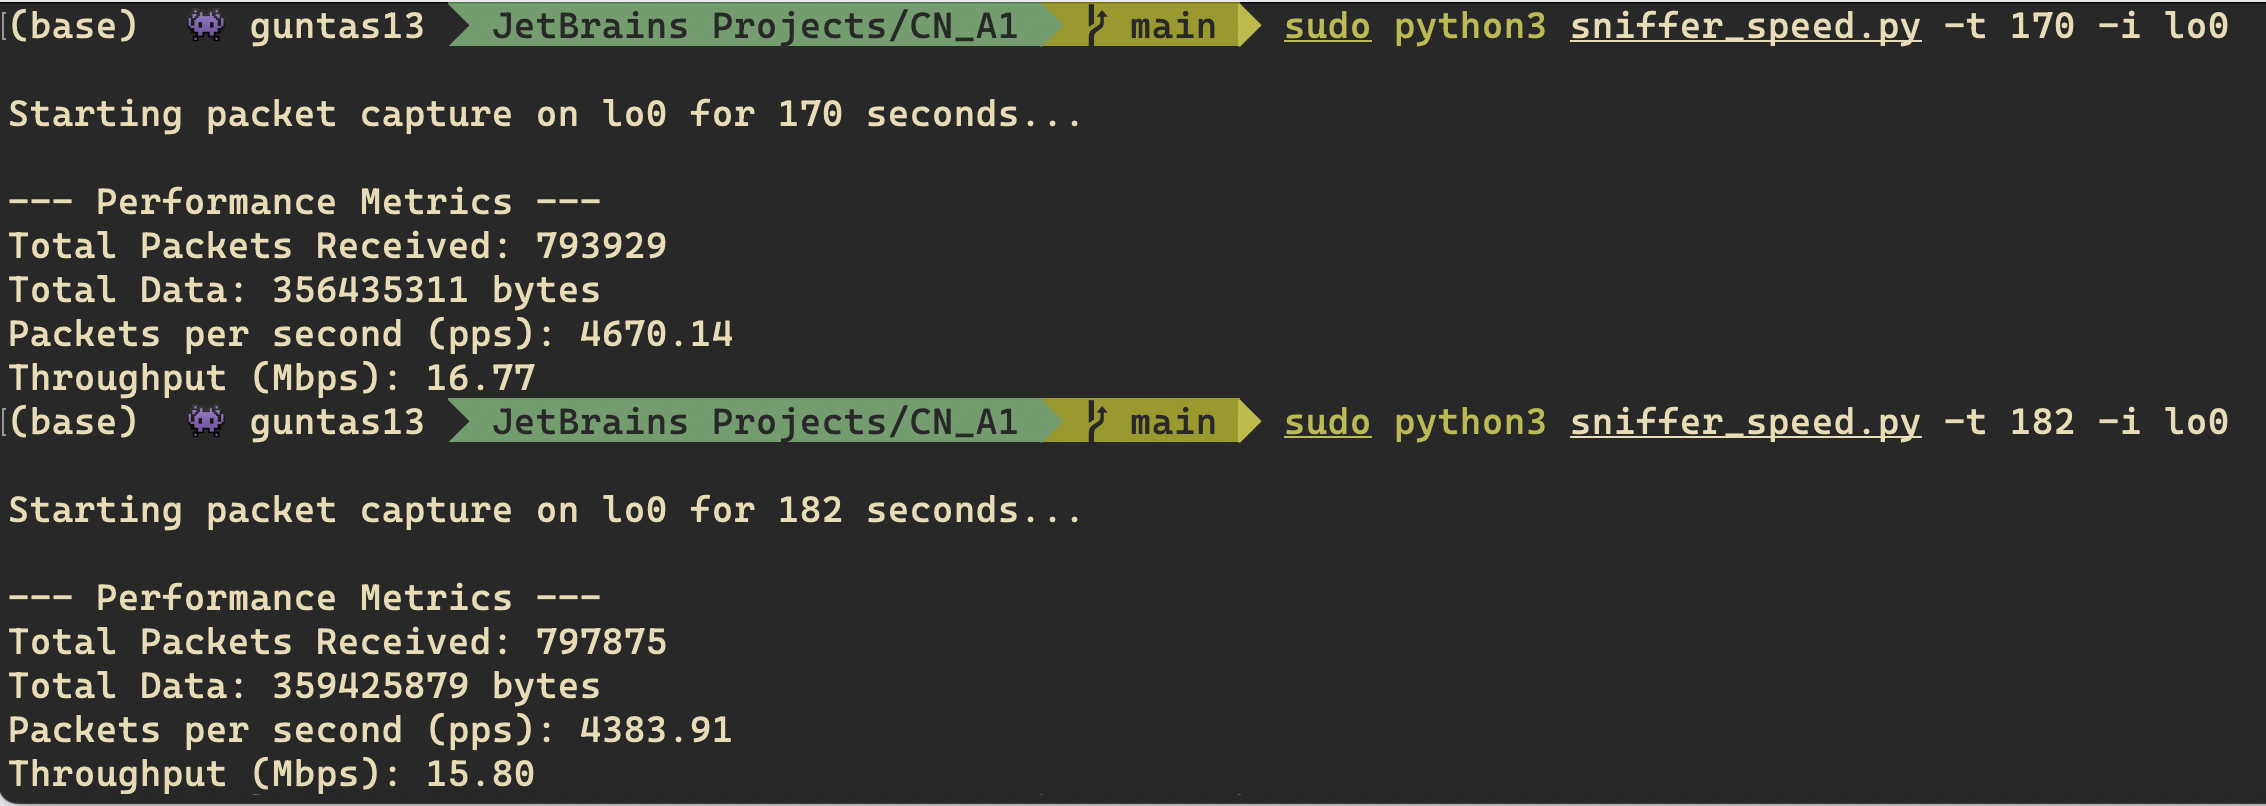 (base) guntas13 JetBrains Projects/CN_A1 main sudo python3 sniffer_speed.py -t 170 -i lo0
Starting packet capture on lo0 for 170 seconds...
--- Performance Metrics ---
Total Packets Received: 793929
Total Data: 356435311 bytes
Packets per second (pps): 4670.14
Throughput (Mbps): 16.77
(base) guntas13 JetBrains Projects/CN_A1 main sudo python3 sniffer_speed.py -t 182 -i lo0
Starting packet capture on lo0 for 182 seconds...
--- Performance Metrics ---
Total Packets Received: 797875
Total Data: 359425879 bytes
Packets per second (pps): 4383.91
Throughput (Mbps): 15.80